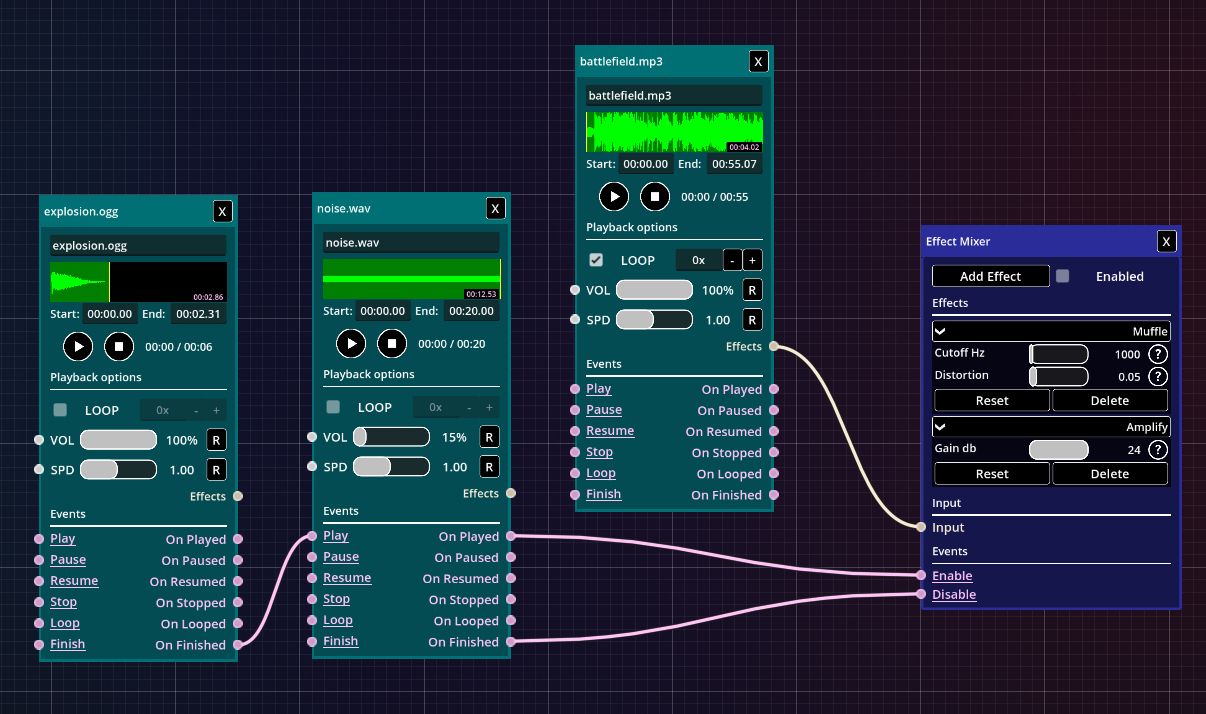 explosion.ogg X
explosion.ogg
00:02.86
Start: 00:00.00 End: 00:02.31
00:00 / 00:06
Playback options
LOOP 0x - +
VOL 100% R
SPD 1.00 R
Effects
Events
Play On Played
Pause On Paused
Resume On Resumed
Stop On Stopped
Loop On Looped
Finish On Finished
noise.wav X
noise.wav
00:12.53
Start: 00:00.00 End: 00:20.00
00:00 / 00:20
Playback options
LOOP 0x - +
VOL 15% R
SPD 1.00 R
Effects
Events
Play On Played
Pause On Paused
Resume On Resumed
Stop On Stopped
Loop On Looped
Finish On Finished
battlefield.mp3 X
battlefield.mp3
00:04.02
Start: 00:00.00 End: 00:55.07
00:00 / 00:55
Playback options
LOOP 0x - +
VOL 100% R
SPD 1.00 R
Effects
Events
Play On Played
Pause On Paused
Resume On Resumed
Stop On Stopped
Loop On Looped
Finish On Finished
Effect Mixer X
Add Effect Enabled
Effects
Muffle
Cutoff Hz 1000 ?
Distortion 0.05 ?
Reset Delete
Amplify
Gain db 24 ?
Reset Delete
Input
Input
Events
Enable
Disable